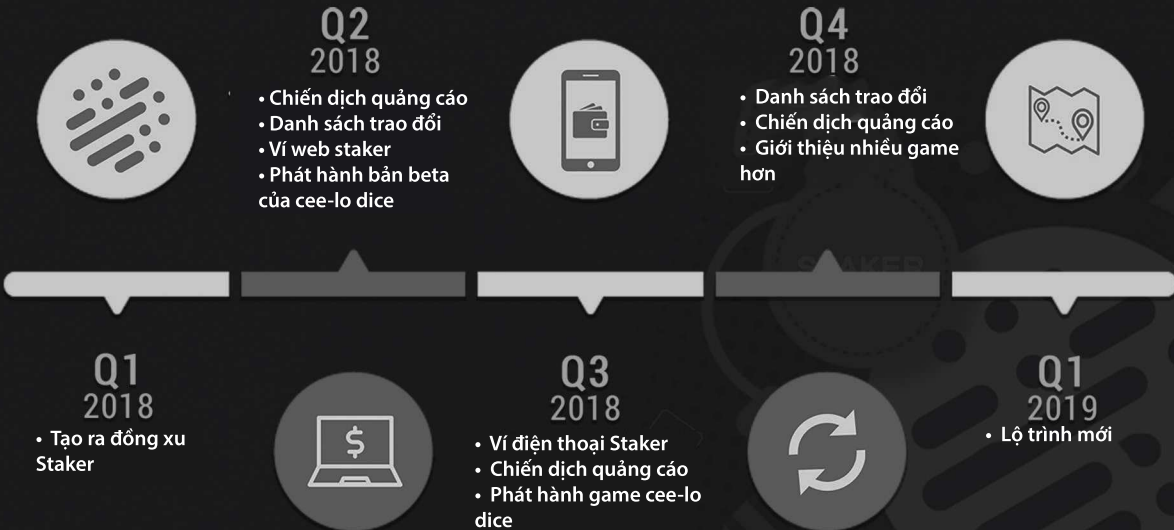 Q1
2018
• Tạo ra đồng xu
Staker
Q2
2018
• Chiến dịch quảng cáo
• Danh sách trao đổi
• Ví web staker
• Phát hành bản beta
của cee-lo dice
$
Q3
2018
• Ví điện thoại Staker
• Chiến dịch quảng cáo
• Phát hành game cee-lo
dice
Q4
2018
• Danh sách trao đổi
• Chiến dịch quảng cáo
• Giới thiệu nhiều game
hơn
STAKER
Q1
2019
• Lộ trình mới